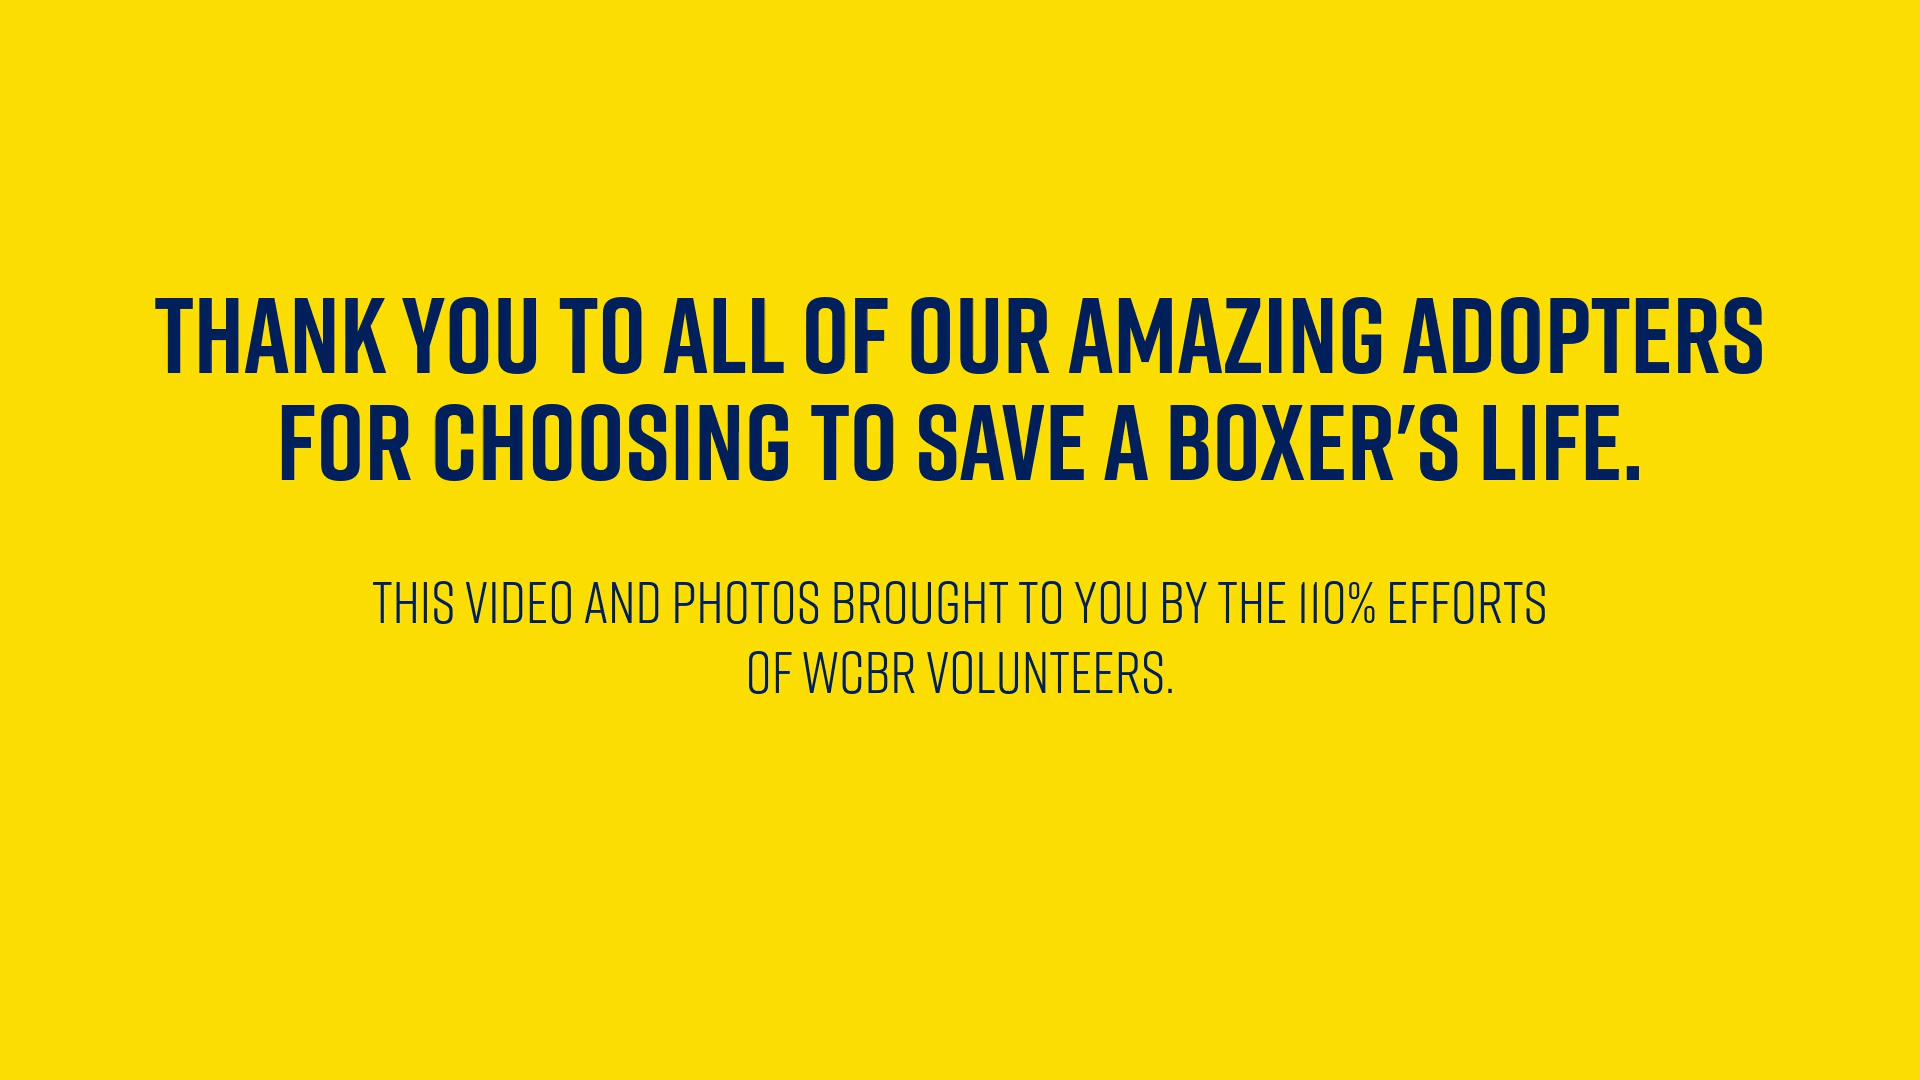 THANK YOU TO ALL OF OUR AMAZING ADOPTERS
FOR CHOOSING TO SAVE A BOXER'S LIFE.
THIS VIDEO AND PHOTOS BROUGHT TO YOU BY THE 110% EFFORTS
OF WCBR VOLUNTEERS.